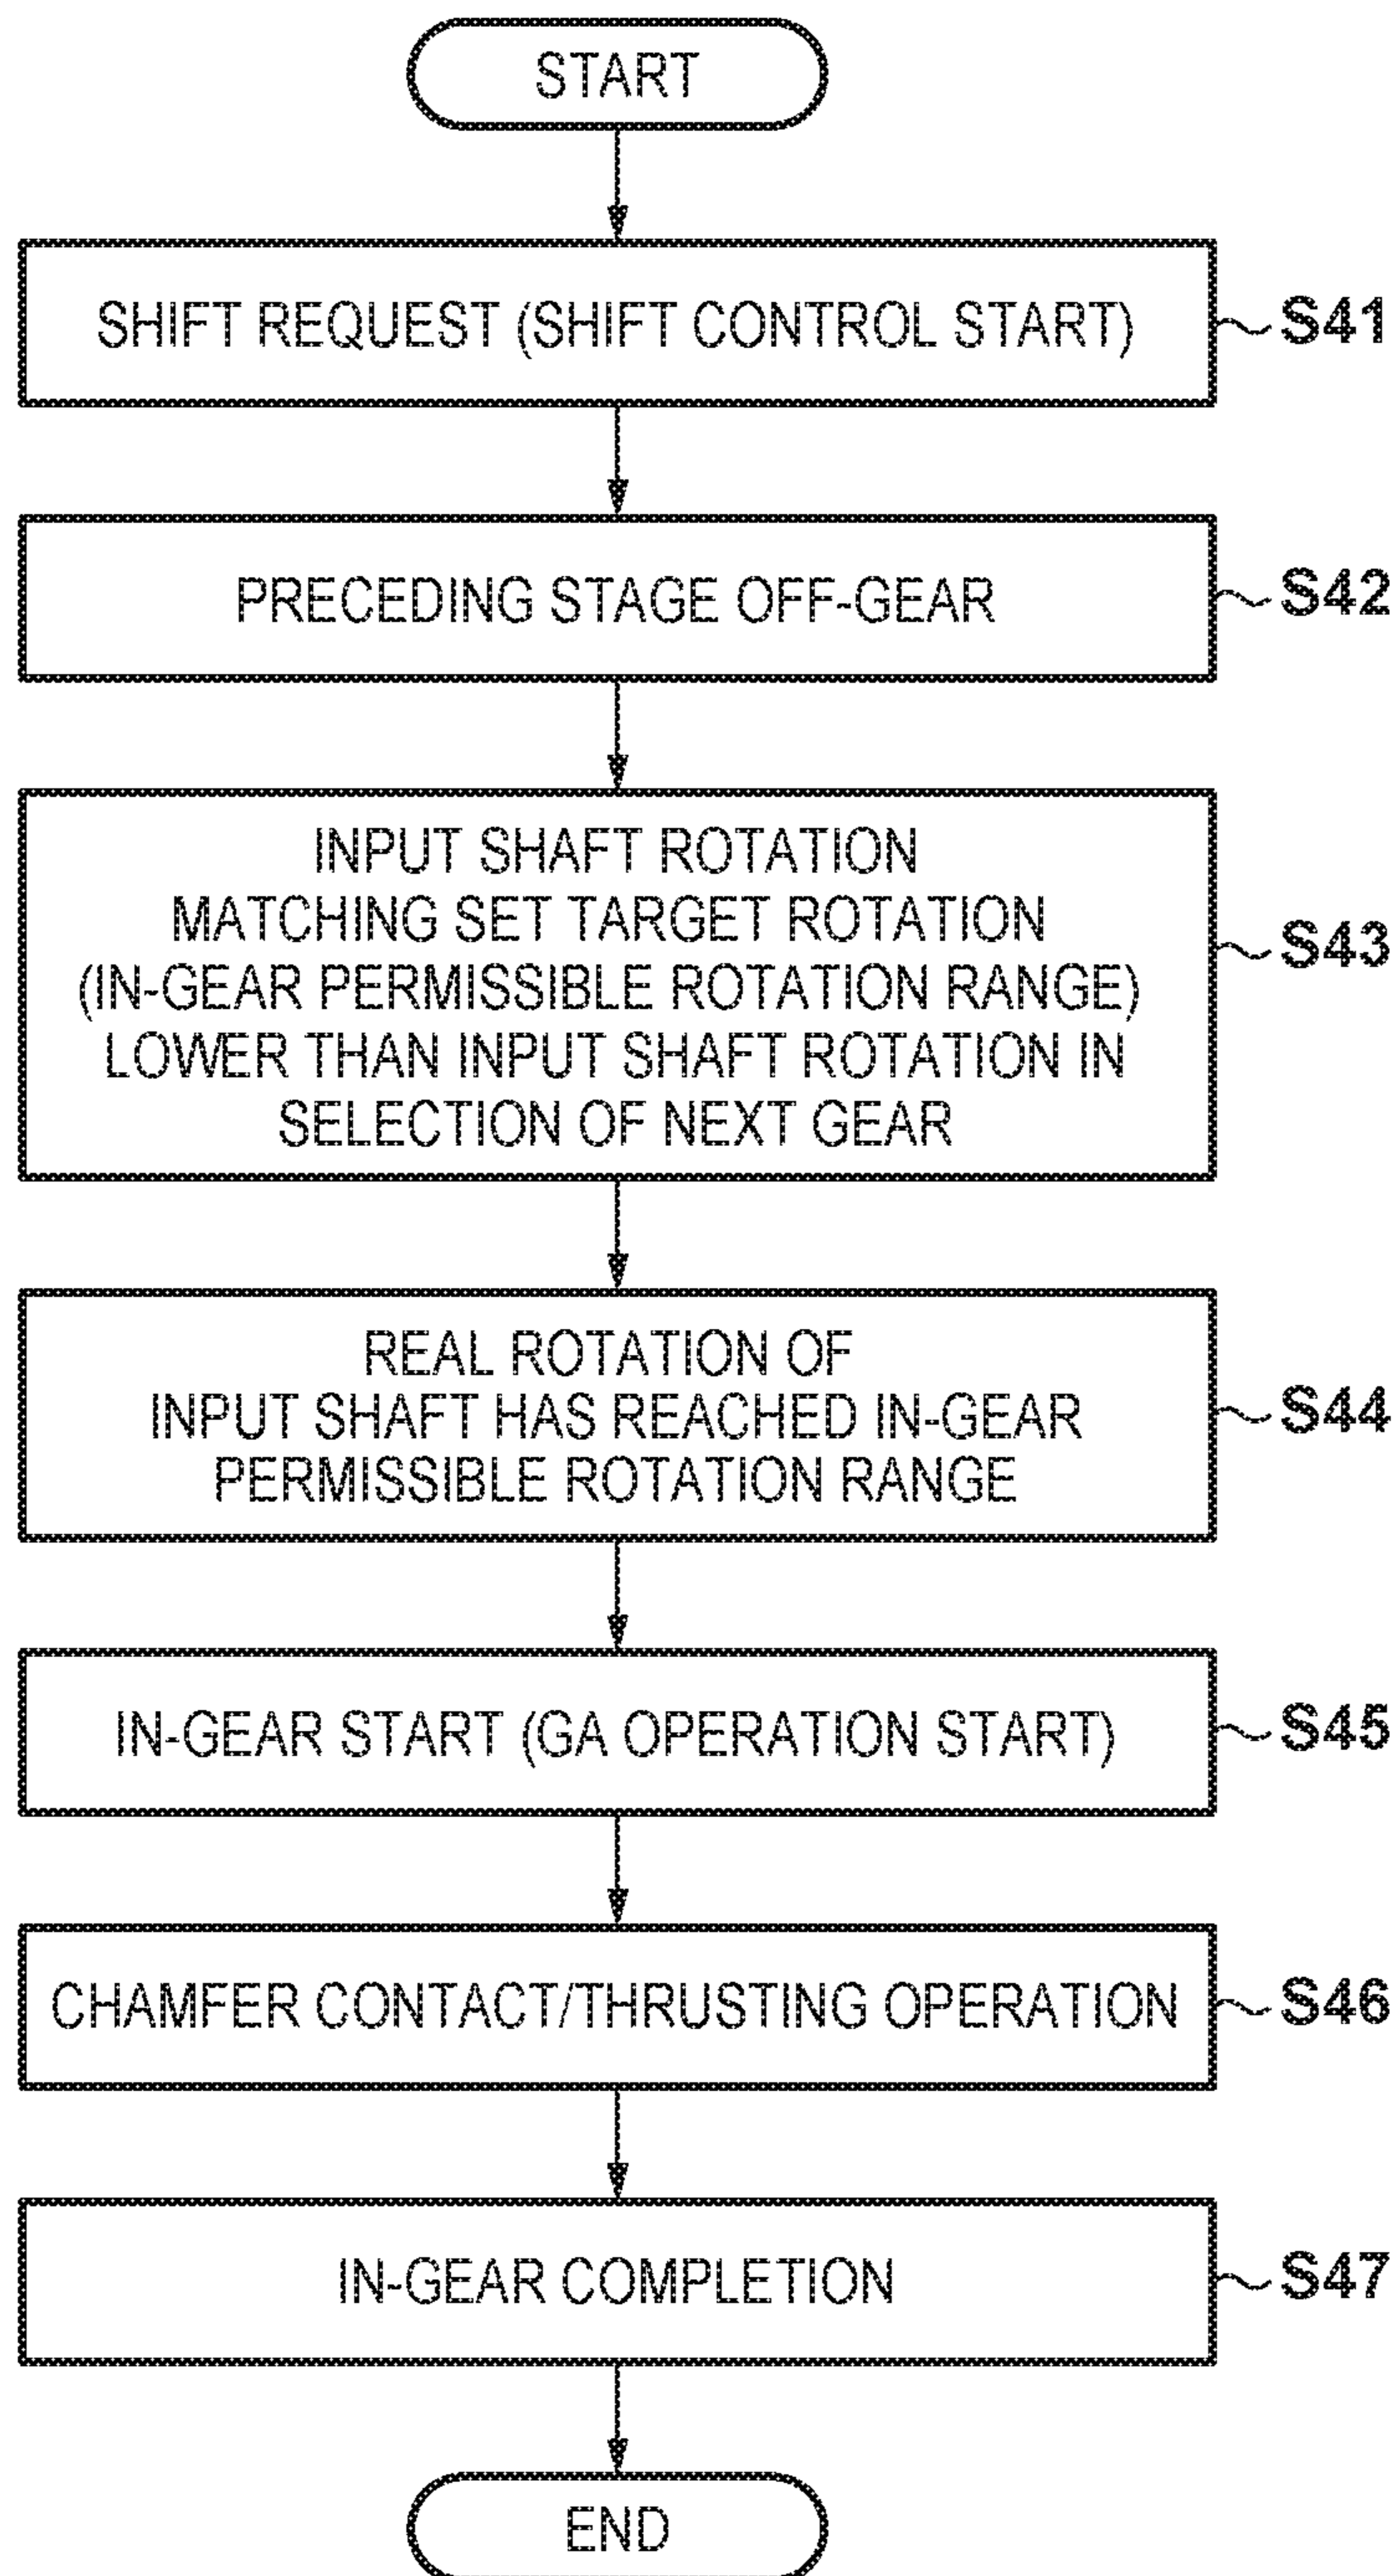 START
SHIFT REQUEST (SHIFT CONTROL START)
S41
PRECEDING STAGE OFF-GEAR
S42
INPUT SHAFT ROTATION
MATCHING SET TARGET ROTATION
(IN-GEAR PERMISSIBLE ROTATION RANGE)
LOWER THAN INPUT SHAFT ROTATION IN
SELECTION OF NEXT GEAR
S43
REAL ROTATION OF
INPUT SHAFT HAS REACHED IN-GEAR
PERMISSIBLE ROTATION RANGE
S44
IN-GEAR START (GA OPERATION START)
S45
CHAMFER CONTACT/THRUSTING OPERATION
S46
IN-GEAR COMPLETION
S47
END